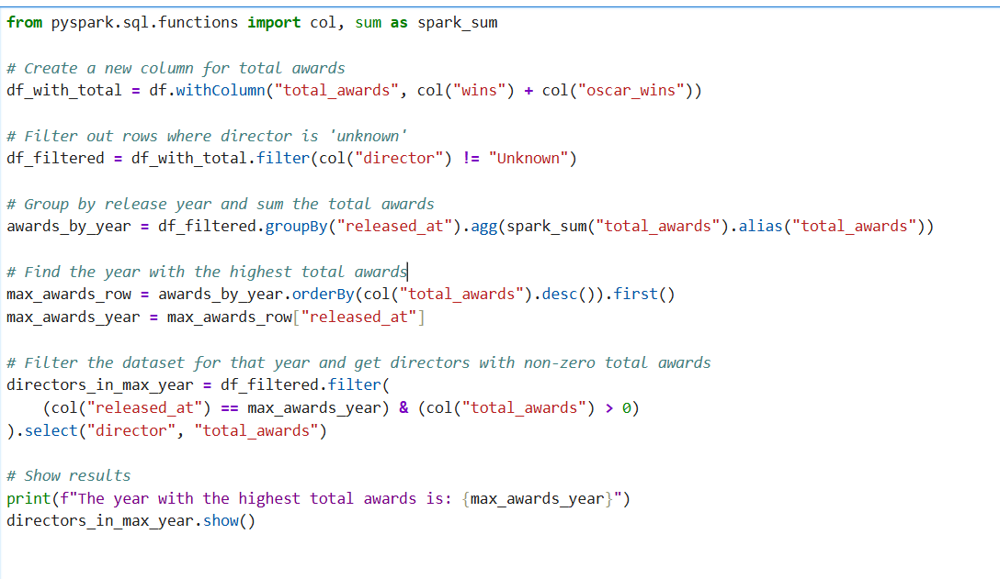 from pyspark.sql.functions import col, sum as spark_sum
# Create a new column for total awards
df_with_total = df.withColumn("total_awards", col("wins") + col("oscar_wins"))
# Filter out rows where director is 'unknown'
df_filtered = df_with_total.filter(col("director") != "Unknown")
# Group by release year and sum the total awards
awards_by_year = df_filtered.groupBy("released_at").agg(spark_sum("total_awards").alias("total_awards"))
# Find the year with the highest total awards
max_awards_row = awards_by_year.orderBy(col("total_awards").desc()).first()
max_awards_year = max_awards_row["released_at"]
# Filter the dataset for that year and get directors with non-zero total awards
directors_in_max_year = df_filtered.filter(
    (col("released_at") == max_awards_year) & (col("total_awards") > 0)
).select("director", "total_awards")
# Show results
print(f"The year with the highest total awards is: {max_awards_year}")
directors_in_max_year.show()